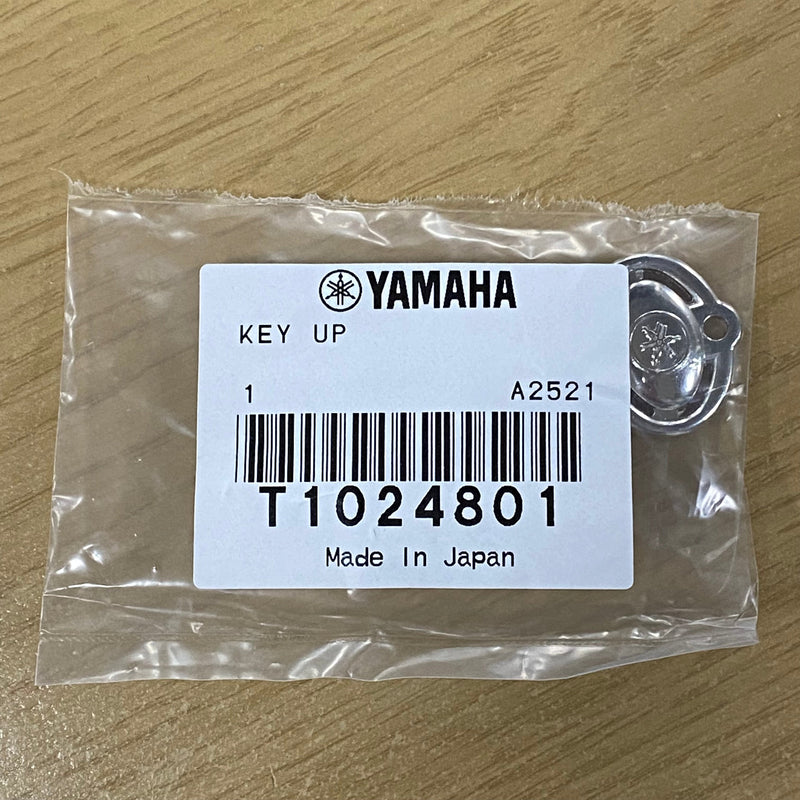 YAMAHA
KEY UP
1 A2521
T1024801
Made In Japan